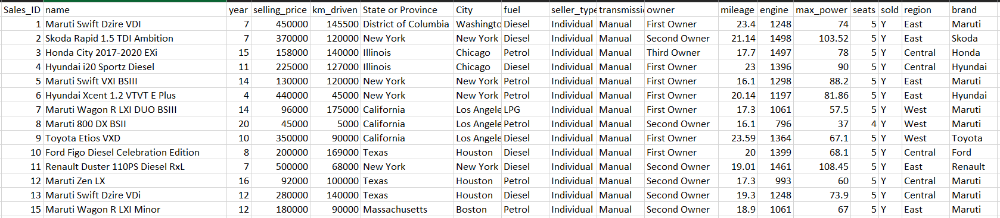 Sales_ID name year selling_price km_driven State or Province City fuel seller_type transmissi owner mileage engine max_power seats sold region brand
1 Maruti Swift Dzire VDI 7 450000 145500 District of Columbia Washingto Diesel Individual Manual First Owner 23.4 1248 74 5 Y East Maruti
2 Skoda Rapid 1.5 TDI Ambition 7 370000 120000 New York New York Diesel Individual Manual Second Owner 21.14 1498 103.52 5 Y East Skoda
3 Honda City 2017-2020 EXi 15 158000 140000 Illinois Chicago Petrol Individual Manual Third Owner 17.7 1497 78 5 Y Central Honda
4 Hyundai i20 Sportz Diesel 11 225000 127000 Illinois Chicago Diesel Individual Manual First Owner 23 1396 90 5 Y Central Hyundai
5 Maruti Swift VXI BSIII 14 130000 120000 New York New York Petrol Individual Manual First Owner 16.1 1298 88.2 5 Y East Maruti
6 Hyundai Xcent 1.2 VTVT E Plus 4 440000 45000 New York New York Petrol Individual Manual First Owner 20.14 1197 81.86 5 Y East Hyundai
7 Maruti Wagon R LXI DUO BSIII 14 96000 175000 California Los Angele LPG Individual Manual First Owner 17.3 1061 57.5 5 Y West Maruti
8 Maruti 800 DX BSII 20 45000 5000 California Los Angele Petrol Individual Manual Second Owner 16.1 796 37 4 Y West Maruti
9 Toyota Etios VXD 10 350000 90000 California Los Angele Diesel Individual Manual First Owner 23.59 1364 67.1 5 Y West Toyota
10 Ford Figo Diesel Celebration Edition 8 200000 169000 Texas Houston Diesel Individual Manual First Owner 20 1399 68.1 5 Y Central Ford
11 Renault Duster 110PS Diesel RxL 7 500000 68000 New York New York Diesel Individual Manual Second Owner 19.01 1461 108.45 5 Y East Renault
12 Maruti Zen LX 16 92000 100000 Texas Houston Petrol Individual Manual Second Owner 17.3 993 60 5 Y Central Maruti
13 Maruti Swift Dzire VDi 12 280000 140000 Texas Houston Diesel Individual Manual Second Owner 19.3 1248 73.9 5 Y Central Maruti
15 Maruti Wagon R LXI Minor 12 180000 90000 Massachusetts Boston Petrol Individual Manual Second Owner 18.9 1061 67 5 Y East Maruti